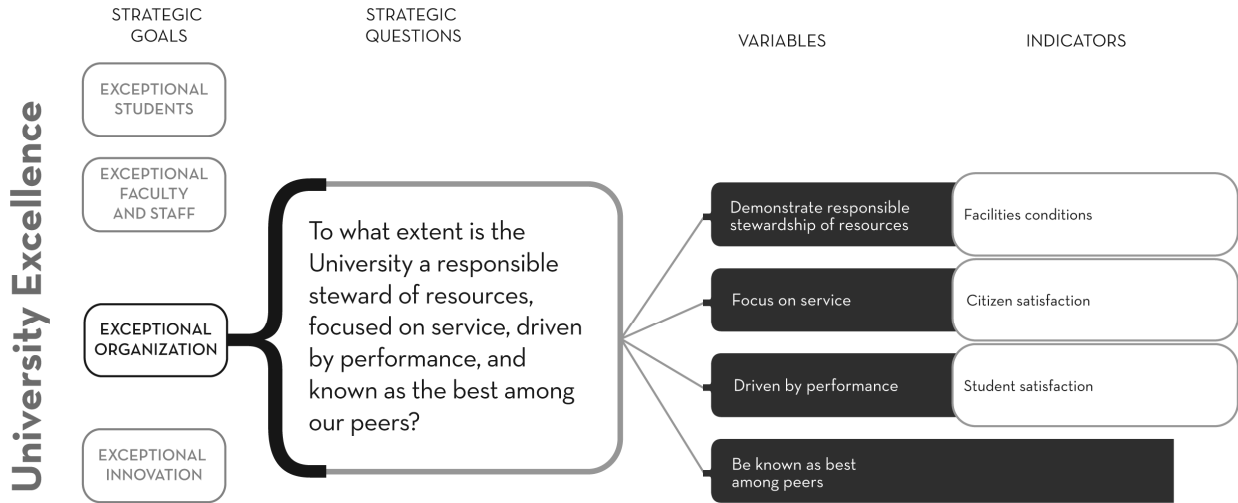 University Excellence
STRATEGIC
GOALS
STRATEGIC
QUESTIONS
VARIABLES
INDICATORS
EXCEPTIONAL
STUDENTS
EXCEPTIONAL
FACULTY
AND STAFF
EXCEPTIONAL
ORGANIZATION
EXCEPTIONAL
INNOVATION
To what extent is the
University a responsible
steward of resources,
focused on service, driven
by performance, and
known as the best among
our peers?
Demonstrate responsible
stewardship of resources
Facilities conditions
Focus on service
Citizen satisfaction
Driven by performance
Student satisfaction
Be known as best
among peers